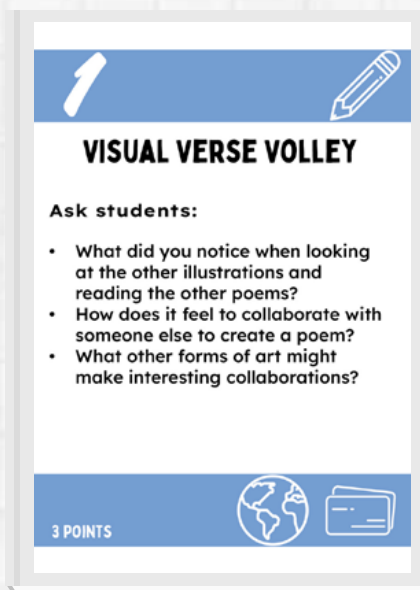 1
VISUAL VERSE VOLLEY
Ask students:
• What did you notice when looking
at the other illustrations and
reading the other poems?
• How does it feel to collaborate with
someone else to create a poem?
• What other forms of art might
make interesting collaborations?
3 POINTS